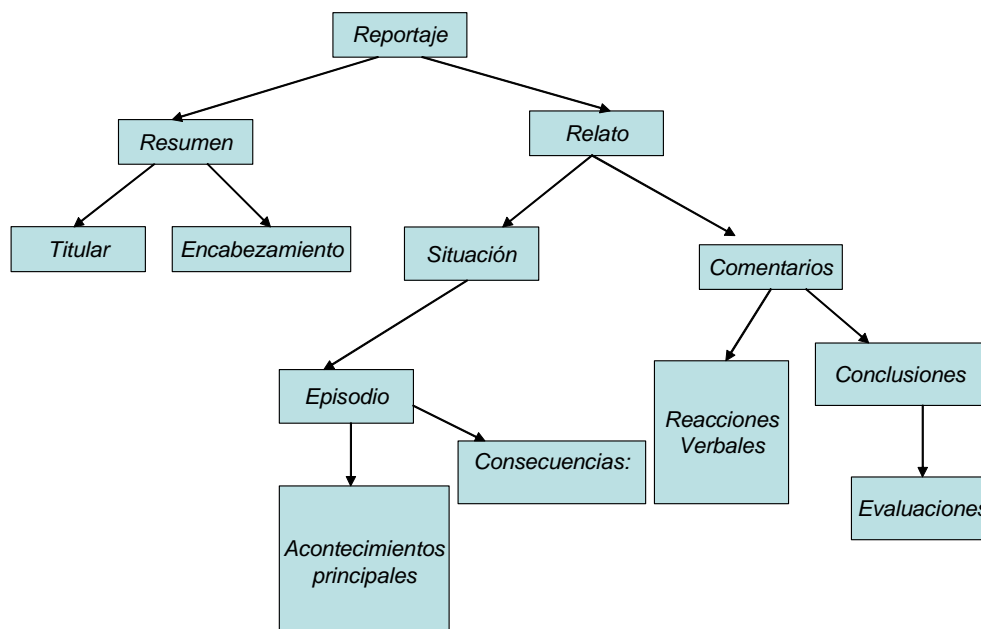 Reportaje
Resumen
Relato
Titular
Encabezamiento
Situación
Comentarios
Episodio
Consecuencias:
Reacciones
Verbales
Conclusiones
Acontecimientos
principales
Evaluaciones